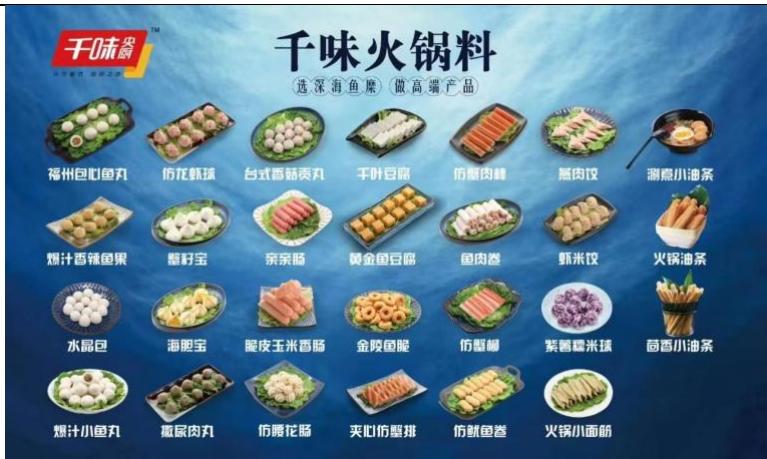 千味央厨
TM
千味火锅料
选深海鱼糜 做高端产品
福州包心鱼丸 仿龙虾球 台式香菇贡丸 千叶豆腐 仿蟹肉棒 燕肉饺 涮煮小油条
爆汁香辣鱼果 蟹籽宝 亲亲肠 黄金鱼豆腐 鱼肉卷 虾米饺 火锅油条
水晶包 海胆宝 脆皮玉米香肠 金陵鱼脆 仿蟹柳 紫薯糯米球 茴香小油条
爆汁小鱼丸 撒尿肉丸 仿腰花肠 夹心仿蟹排 仿鱿鱼卷 火锅小面筋